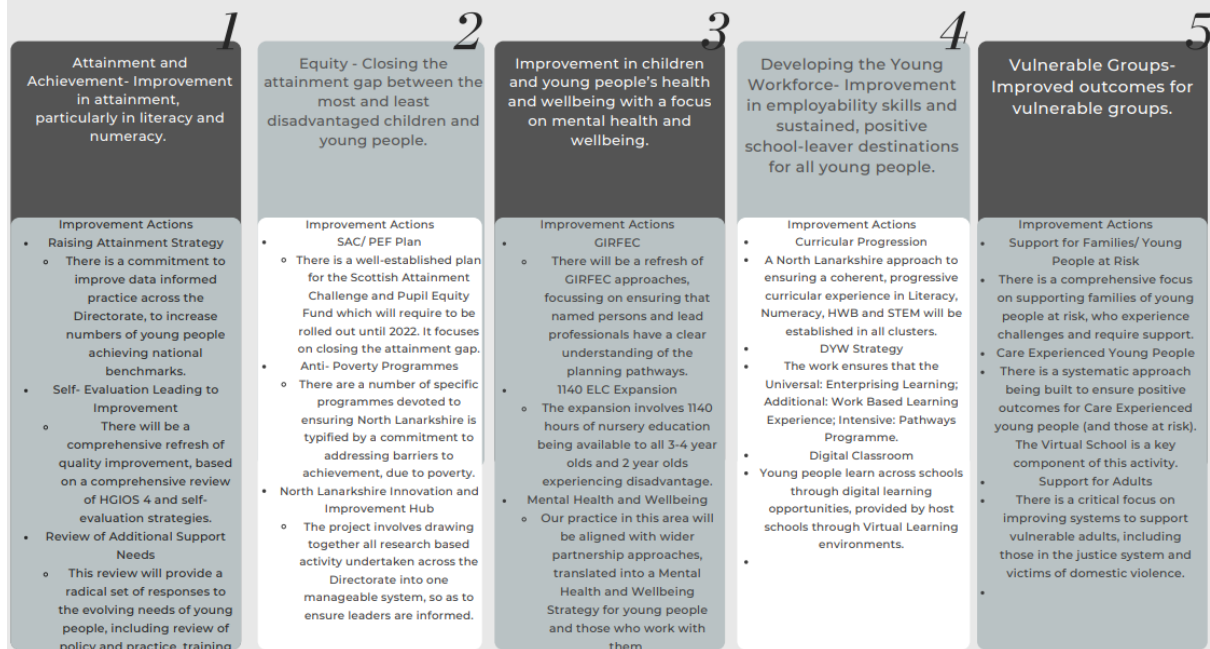 1
Attainment and
Achievement- Improvement
in attainment,
particularly in literacy and
numeracy.
Improvement Actions
• Raising Attainment Strategy
◦ There is a commitment to
improve data informed
practice across the
Directorate, to increase
numbers of young people
achieving national
benchmarks.
• Self- Evaluation Leading to
Improvement
◦ There will be a
comprehensive refresh of
quality improvement, based
on a comprehensive review
of HGIOS 4 and self-
evaluation strategies.
• Review of Additional Support
Needs
◦ This review will provide a
radical set of responses to
the evolving needs of young
people, including review of
policy and practice, training
2
Equity - Closing the
attainment gap between the
most and least
disadvantaged children and
young people.
Improvement Actions
• SAC/ PEF Plan
◦ There is a well-established plan
for the Scottish Attainment
Challenge and Pupil Equity
Fund which will require to be
rolled out until 2022. It focuses
on closing the attainment gap.
• Anti- Poverty Programmes
◦ There are a number of specific
programmes devoted to
ensuring North Lanarkshire is
typified by a commitment to
addressing barriers to
achievement, due to poverty.
• North Lanarkshire Innovation and
Improvement Hub
◦ The project involves drawing
together all research based
activity undertaken across the
Directorate into one
manageable system, so as to
ensure leaders are informed.
3
Improvement in children
and young people's health
and wellbeing with a focus
on mental health and
wellbeing.
Improvement Actions
• GIRFEC
◦ There will be a refresh of
GIRFEC approaches,
focussing on ensuring that
named persons and lead
professionals have a clear
understanding of the
planning pathways.
• 1140 ELC Expansion
◦ The expansion involves 1140
hours of nursery education
being available to all 3-4 year
olds and 2 year olds
experiencing disadvantage.
• Mental Health and Wellbeing
◦ Our practice in this area will
be aligned with wider
partnership approaches,
translated into a Mental
Health and Wellbeing
Strategy for young people
and those who work with
them
4
Developing the Young
Workforce- Improvement
in employability skills and
sustained, positive
school-leaver destinations
for all young people.
Improvement Actions
• Curricular Progression
• A North Lanarkshire approach to
ensuring a coherent, progressive
curricular experience in Literacy,
Numeracy, HWB and STEM will be
established in all clusters.
• DYW Strategy
• The work ensures that the
Universal: Enterprising Learning;
Additional: Work Based Learning
Experience; Intensive: Pathways
Programme.
• Digital Classroom
• Young people learn across schools
through digital learning
opportunities, provided by host
schools through Virtual Learning
environments.
•
5
Vulnerable Groups-
Improved outcomes for
vulnerable groups.
Improvement Actions
• Support for Families/ Young
People at Risk
• There is a comprehensive focus
on supporting families of young
people at risk, who experience
challenges and require support.
• Care Experienced Young People
• There is a systematic approach
being built to ensure positive
outcomes for Care Experienced
young people (and those at risk).
The Virtual School is a key
component of this activity.
• Support for Adults
• There is a critical focus on
improving systems to support
vulnerable adults, including
those in the justice system and
victims of domestic violence.
•